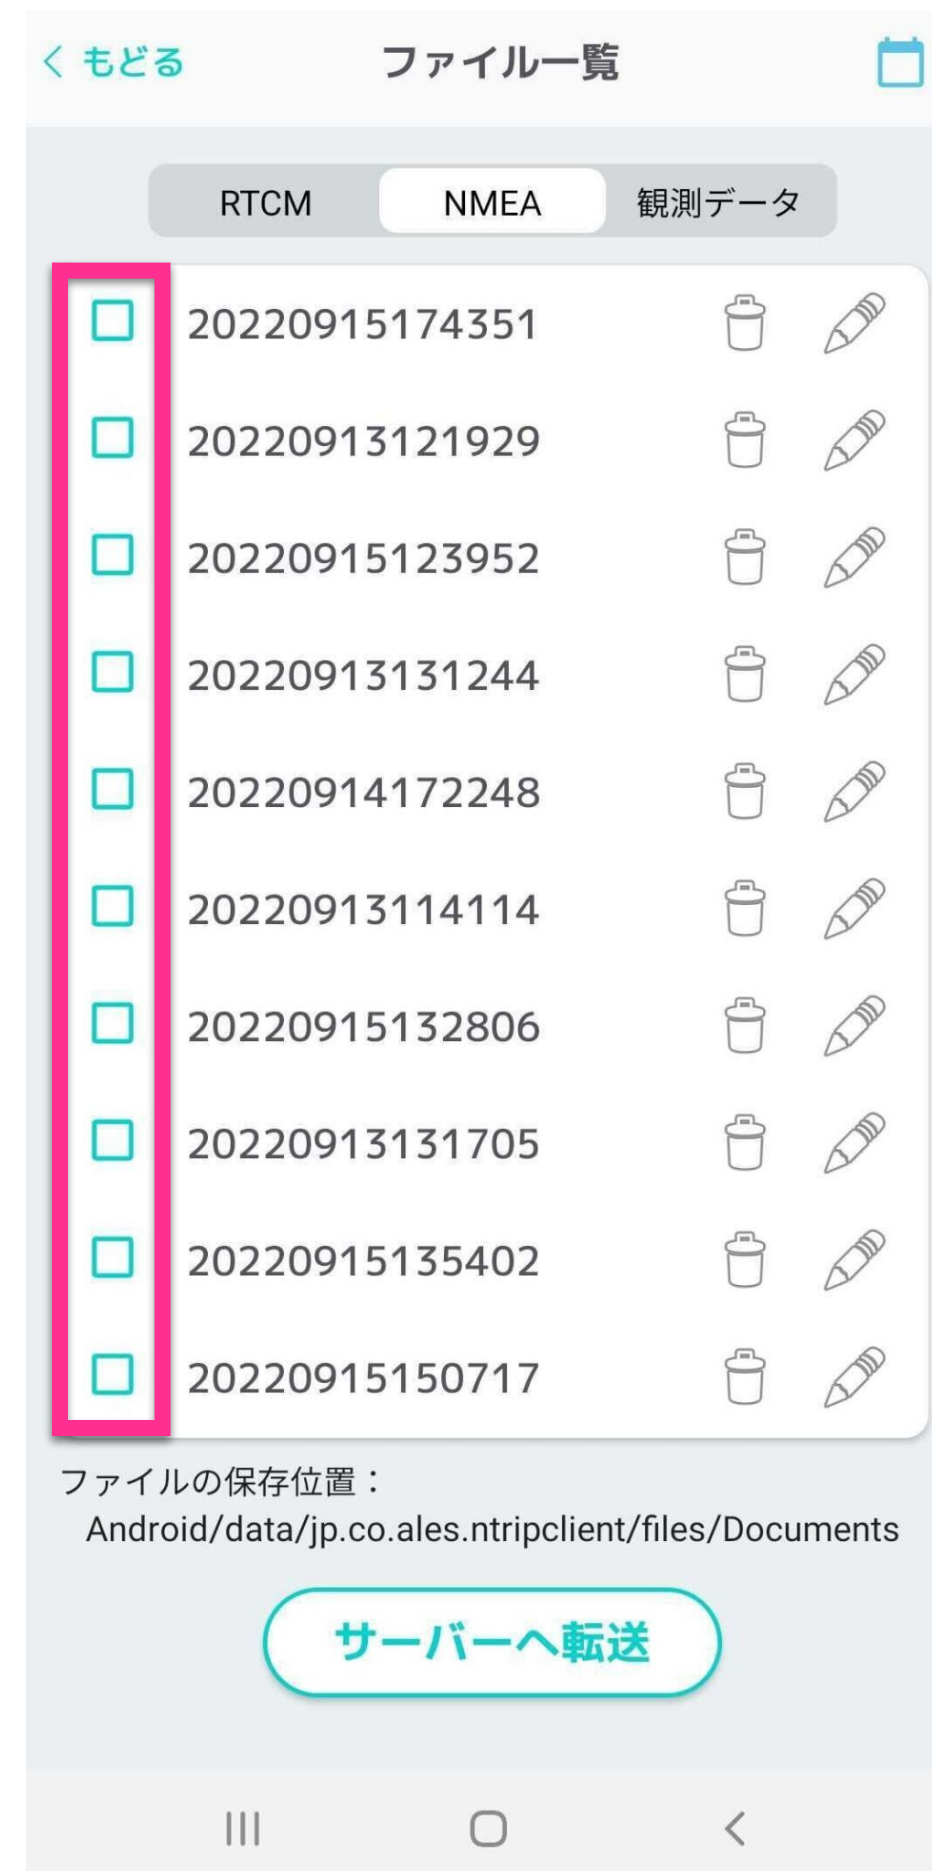 もどる ファイル一覧
RTCM NMEA 観測データ
20220915174351
20220913121929
20220915123952
20220913131244
20220914172248
20220913114114
20220915132806
20220913131705
20220915135402
20220915150717
ファイルの保存位置：
Android/data/jp.co.ales.ntripclient/files/Documents
サーバーへ転送